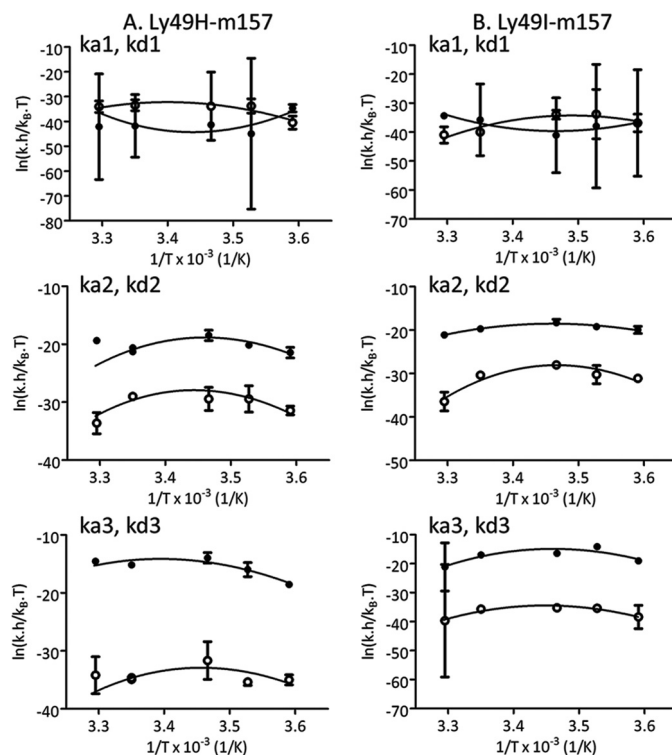 A. Ly49H-m157
B. Ly49I-m157
ka1, kd1
-10
-20
-30
-40
-50
-60
-70
-80
ln(k.h/k_B.T)
3.3 3.4 3.5 3.6
1/T x 10⁻³ (1/K)
ka1, kd1
-10
-20
-30
-40
-50
-60
-70
ln(k.h/k_B.T)
3.3 3.4 3.5 3.6
1/T x 10⁻³ (1/K)
ka2, kd2
-10
-20
-30
-40
ln(k.h/k_B.T)
3.3 3.4 3.5 3.6
1/T x 10⁻³ (1/K)
ka2, kd2
-10
-20
-30
-40
-50
ln(k.h/k_B.T)
3.3 3.4 3.5 3.6
1/T x 10⁻³ (1/K)
ka3, kd3
-10
-20
-30
-40
ln(k.h/k_B.T)
3.3 3.4 3.5 3.6
1/T x 10⁻³ (1/K)
ka3, kd3
-10
-20
-30
-40
-50
-60
-70
ln(k.h/k_B.T)
3.3 3.4 3.5 3.6
1/T x 10⁻³ (1/K)